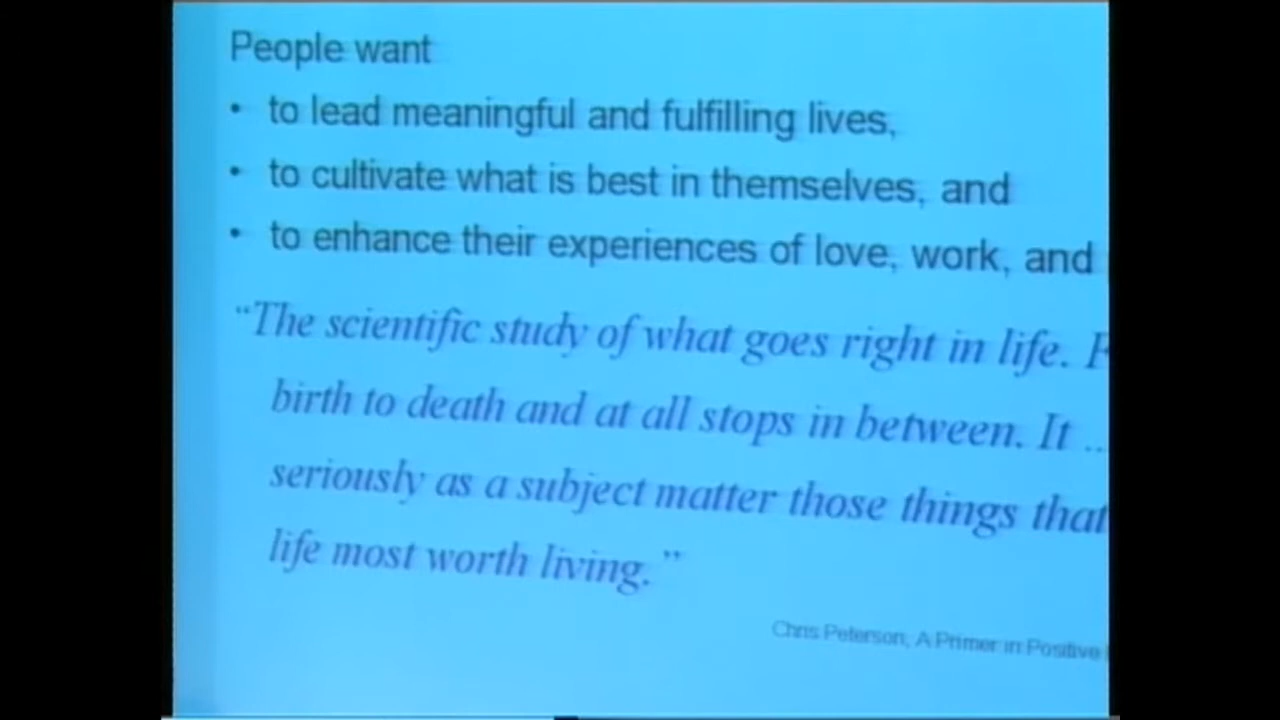 People want
• to lead meaningful and fulfilling lives,
• to cultivate what is best in themselves, and
• to enhance their experiences of love, work, and
“The scientific study of what goes right in life.
birth to death and at all stops in between. It ..
seriously as a subject matter those things that
life most worth living.”
Chris Peterson, A Primer in Positive